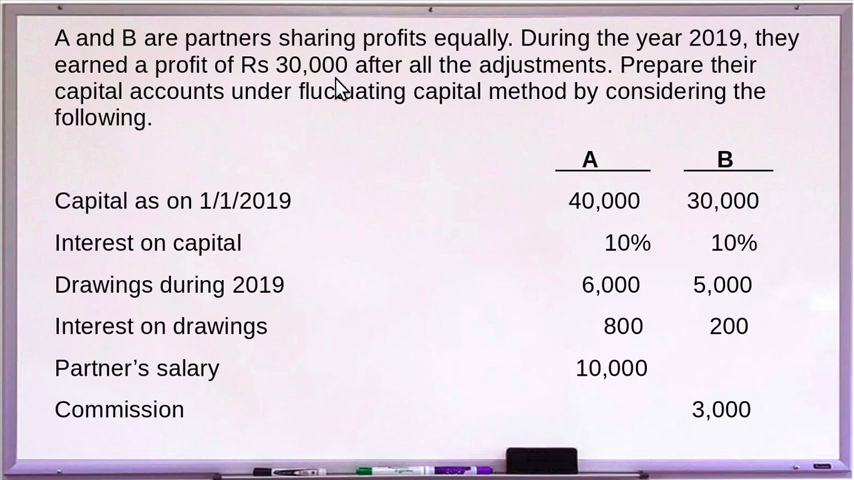 A and B are partners sharing profits equally. During the year 2019, they
earned a profit of Rs 30,000 after all the adjustments. Prepare their
capital accounts under fluctuating capital method by considering the
following.
A B
Capital as on 1/1/2019 40,000 30,000
Interest on capital 10% 10%
Drawings during 2019 6,000 5,000
Interest on drawings 800 200
Partner’s salary 10,000
Commission 3,000